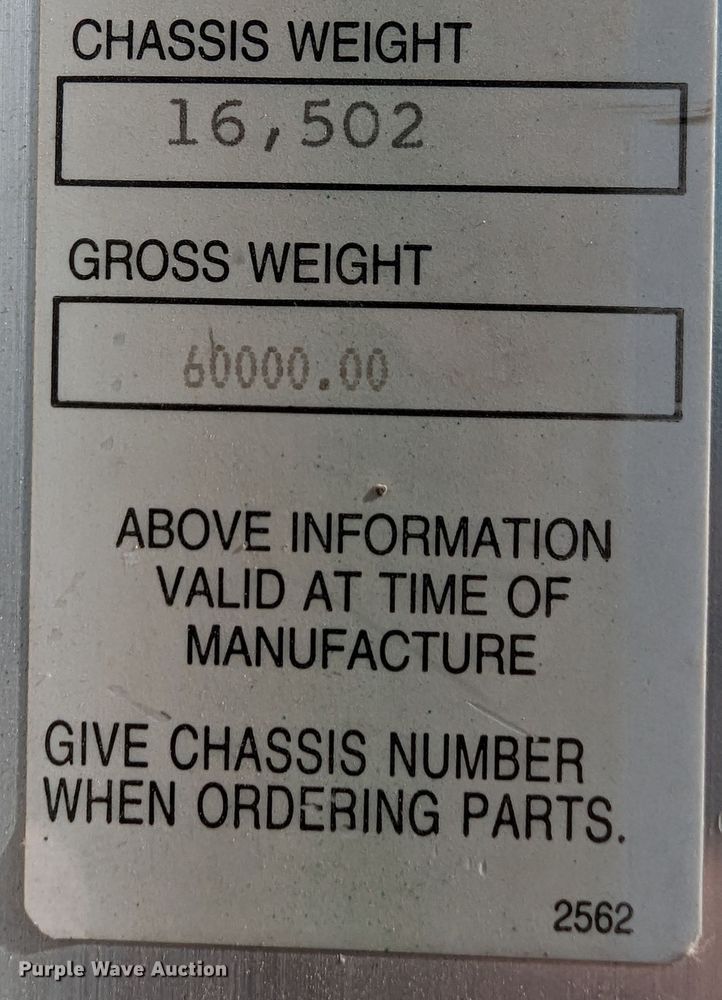 CHASSIS WEIGHT
16,502
GROSS WEIGHT
60000.00
ABOVE INFORMATION
VALID AT TIME OF
MANUFACTURE
GIVE CHASSIS NUMBER
WHEN ORDERING PARTS.
2562
Purple Wave Auction